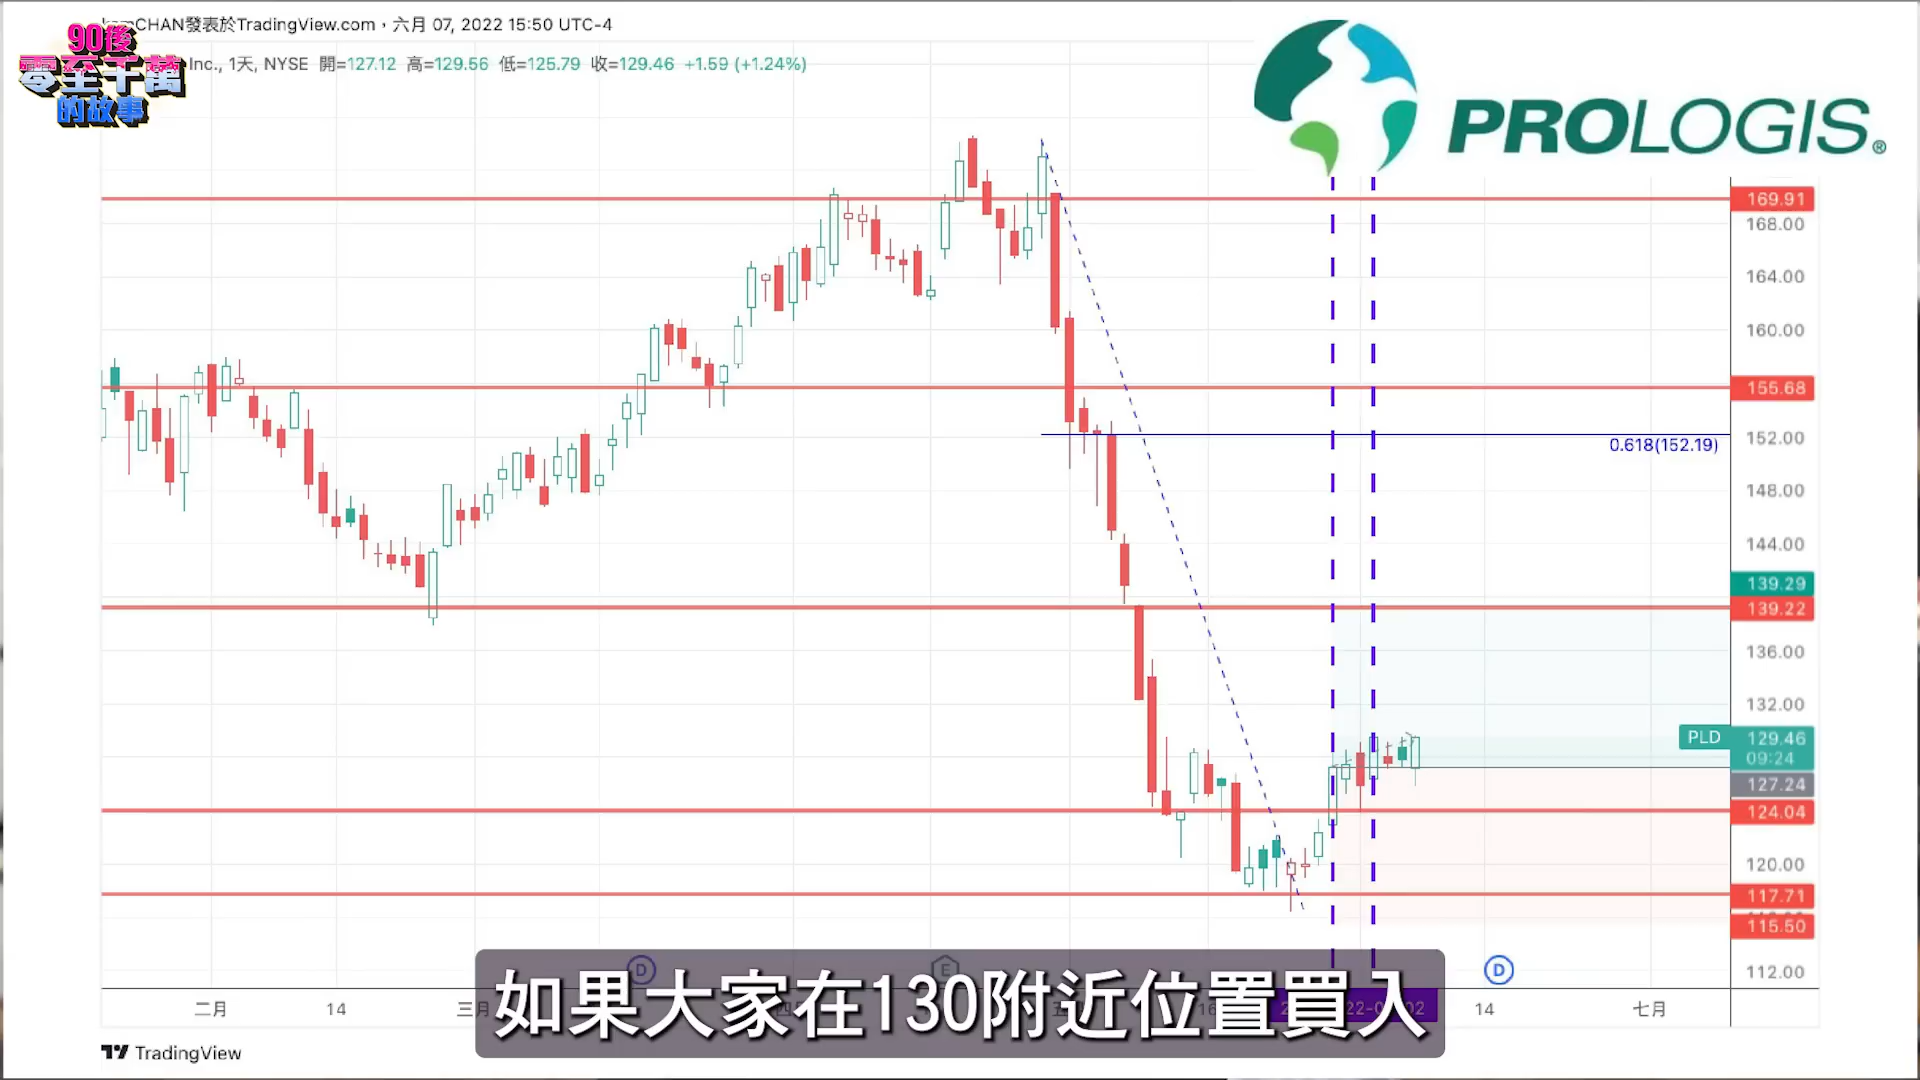 CHAN發表於TradingView.com，六月 07, 2022 15:50 UTC-4
90後
零至千萬
的故事
Inc., 1天, NYSE 開=127.12 高=129.56 低=125.79 收=129.46 +1.59 (+1.24%)
PROLOGIS®
169.91
168.00
164.00
160.00
155.68
152.00
0.618(152.19)
148.00
144.00
139.29
139.22
136.00
132.00
PLD
129.46
09:24
127.24
124.04
120.00
117.71
115.50
112.00
D
E
D
二月
14
三月
14
七月
如果大家在130附近位置買入
TradingView